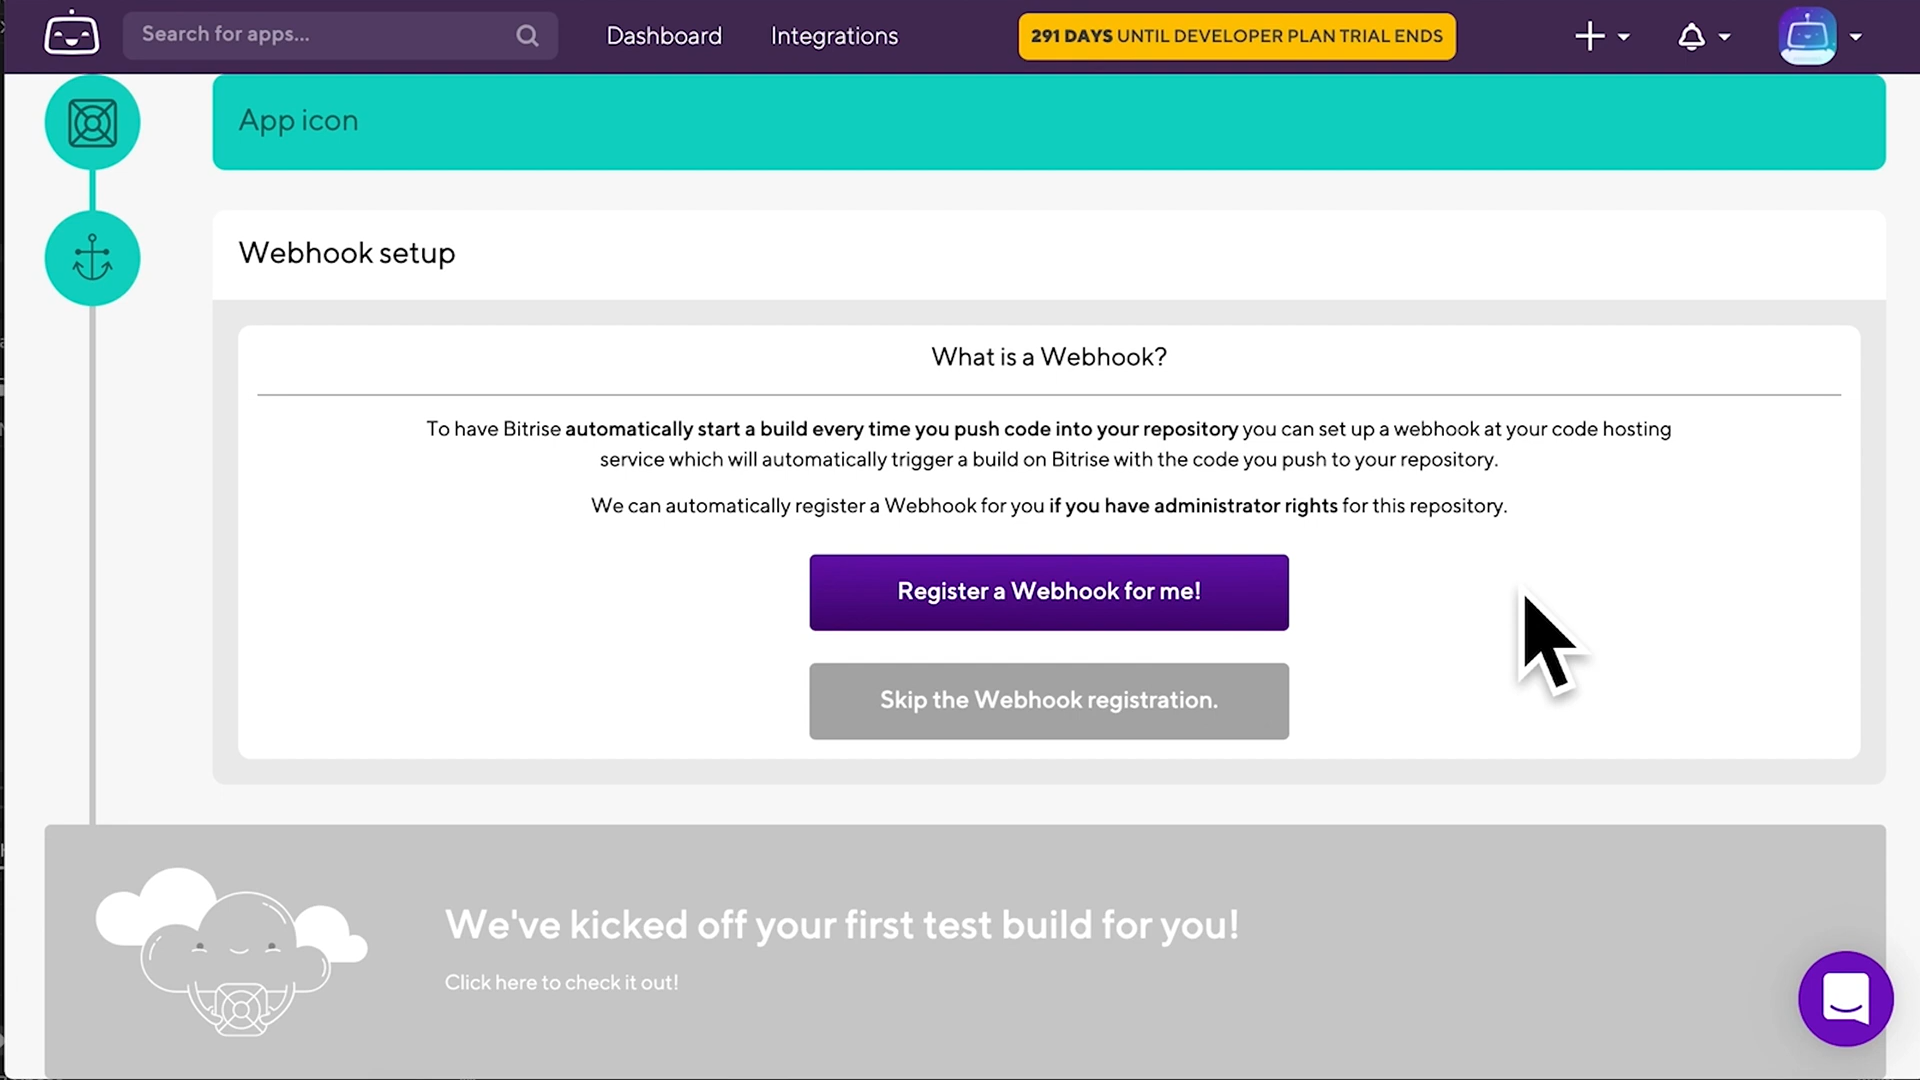 Search for apps...
Dashboard
Integrations
291 DAYS UNTIL DEVELOPER PLAN TRIAL ENDS
App icon
Webhook setup
What is a Webhook?
To have Bitrise automatically start a build every time you push code into your repository you can set up a webhook at your code hosting
service which will automatically trigger a build on Bitrise with the code you push to your repository.
We can automatically register a Webhook for you if you have administrator rights for this repository.
Register a Webhook for me!
Skip the Webhook registration.
We've kicked off your first test build for you!
Click here to check it out!